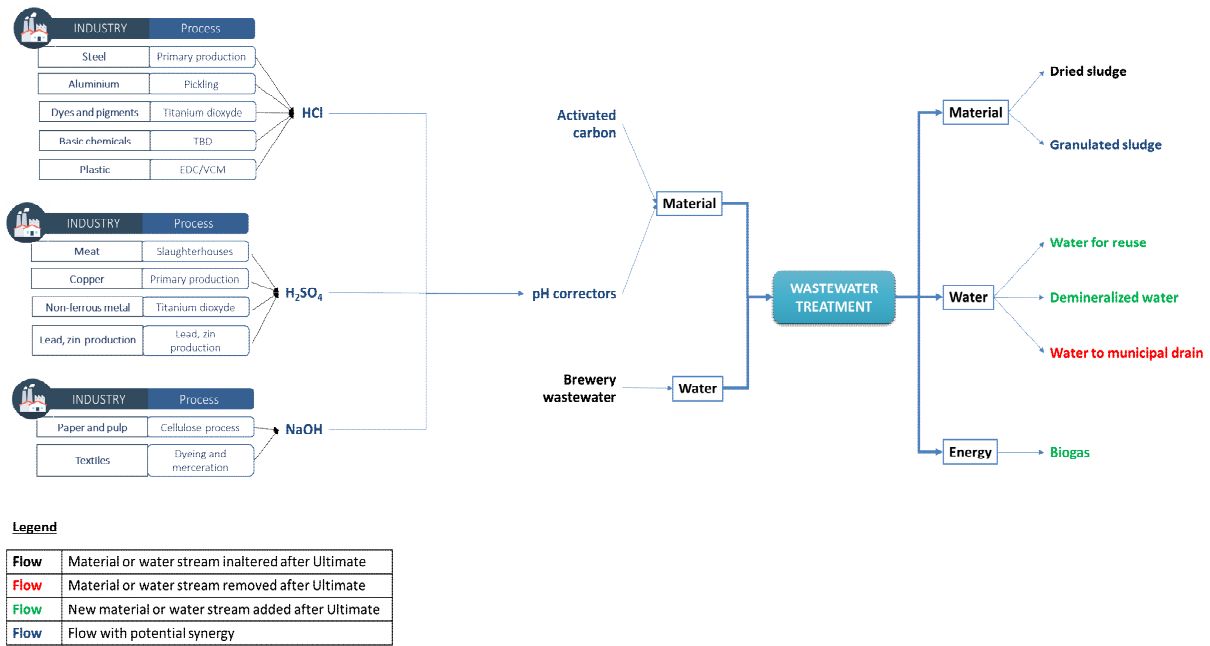 INDUSTRY Process
Steel Primary production
Aluminium Pickling
Dyes and pigments Titanium dioxyde
Basic chemicals TBD
Plastic EDC/VCM
HCl
INDUSTRY Process
Meat Slaughterhouses
Copper Primary production
Non-ferrous metal Titanium dioxyde
Lead, zin production Lead, zin
production
H₂SO₄
INDUSTRY Process
Paper and pulp Cellulose process
Textiles Dyeing and
merceration
NaOH
Activated
carbon
pH correctors
Material
Brewery
wastewater
Water
WASTEWATER
TREATMENT
Material
Dried sludge
Granulated sludge
Water
Water for reuse
Demineralized water
Water to municipal drain
Energy
Biogas
Legend
Flow Material or water stream inaltered after Ultimate
Flow Material or water stream removed after Ultimate
Flow New material or water stream added after Ultimate
Flow Flow with potential synergy